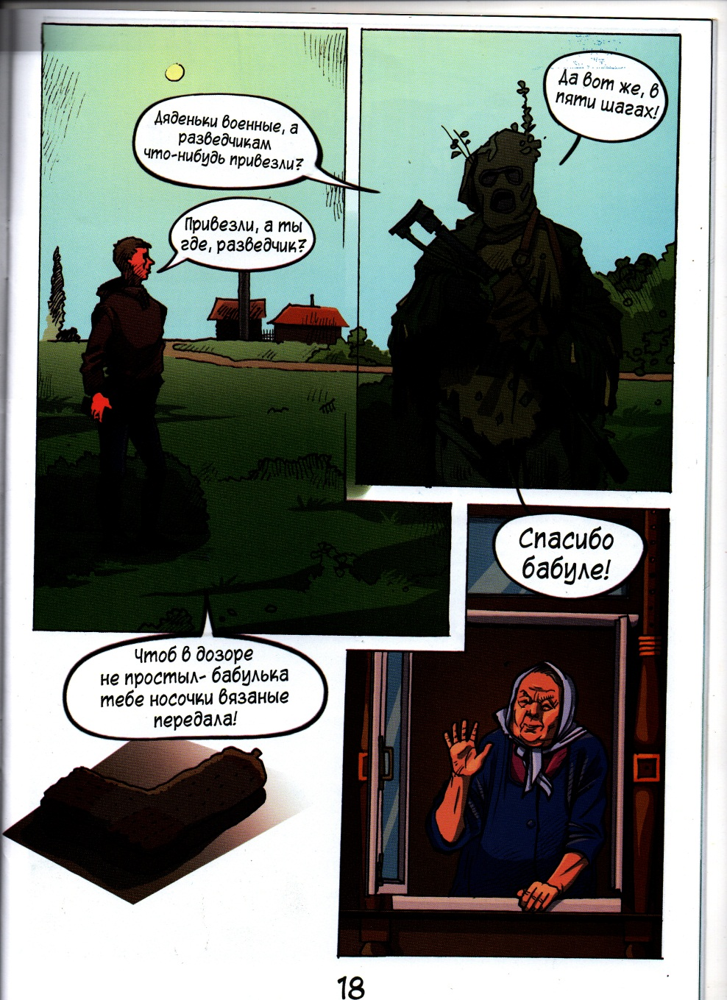 Дяденьки военные, а
разведчикам
что-нибудь привезли?
Привезли, а ты
где, разведчик?
Да вот же, в
пяти шагах!
Чтоб в дозоре
не простыл- бабулька
тебе носочки вязаные
передала!
Спасибо
бабуле!
18